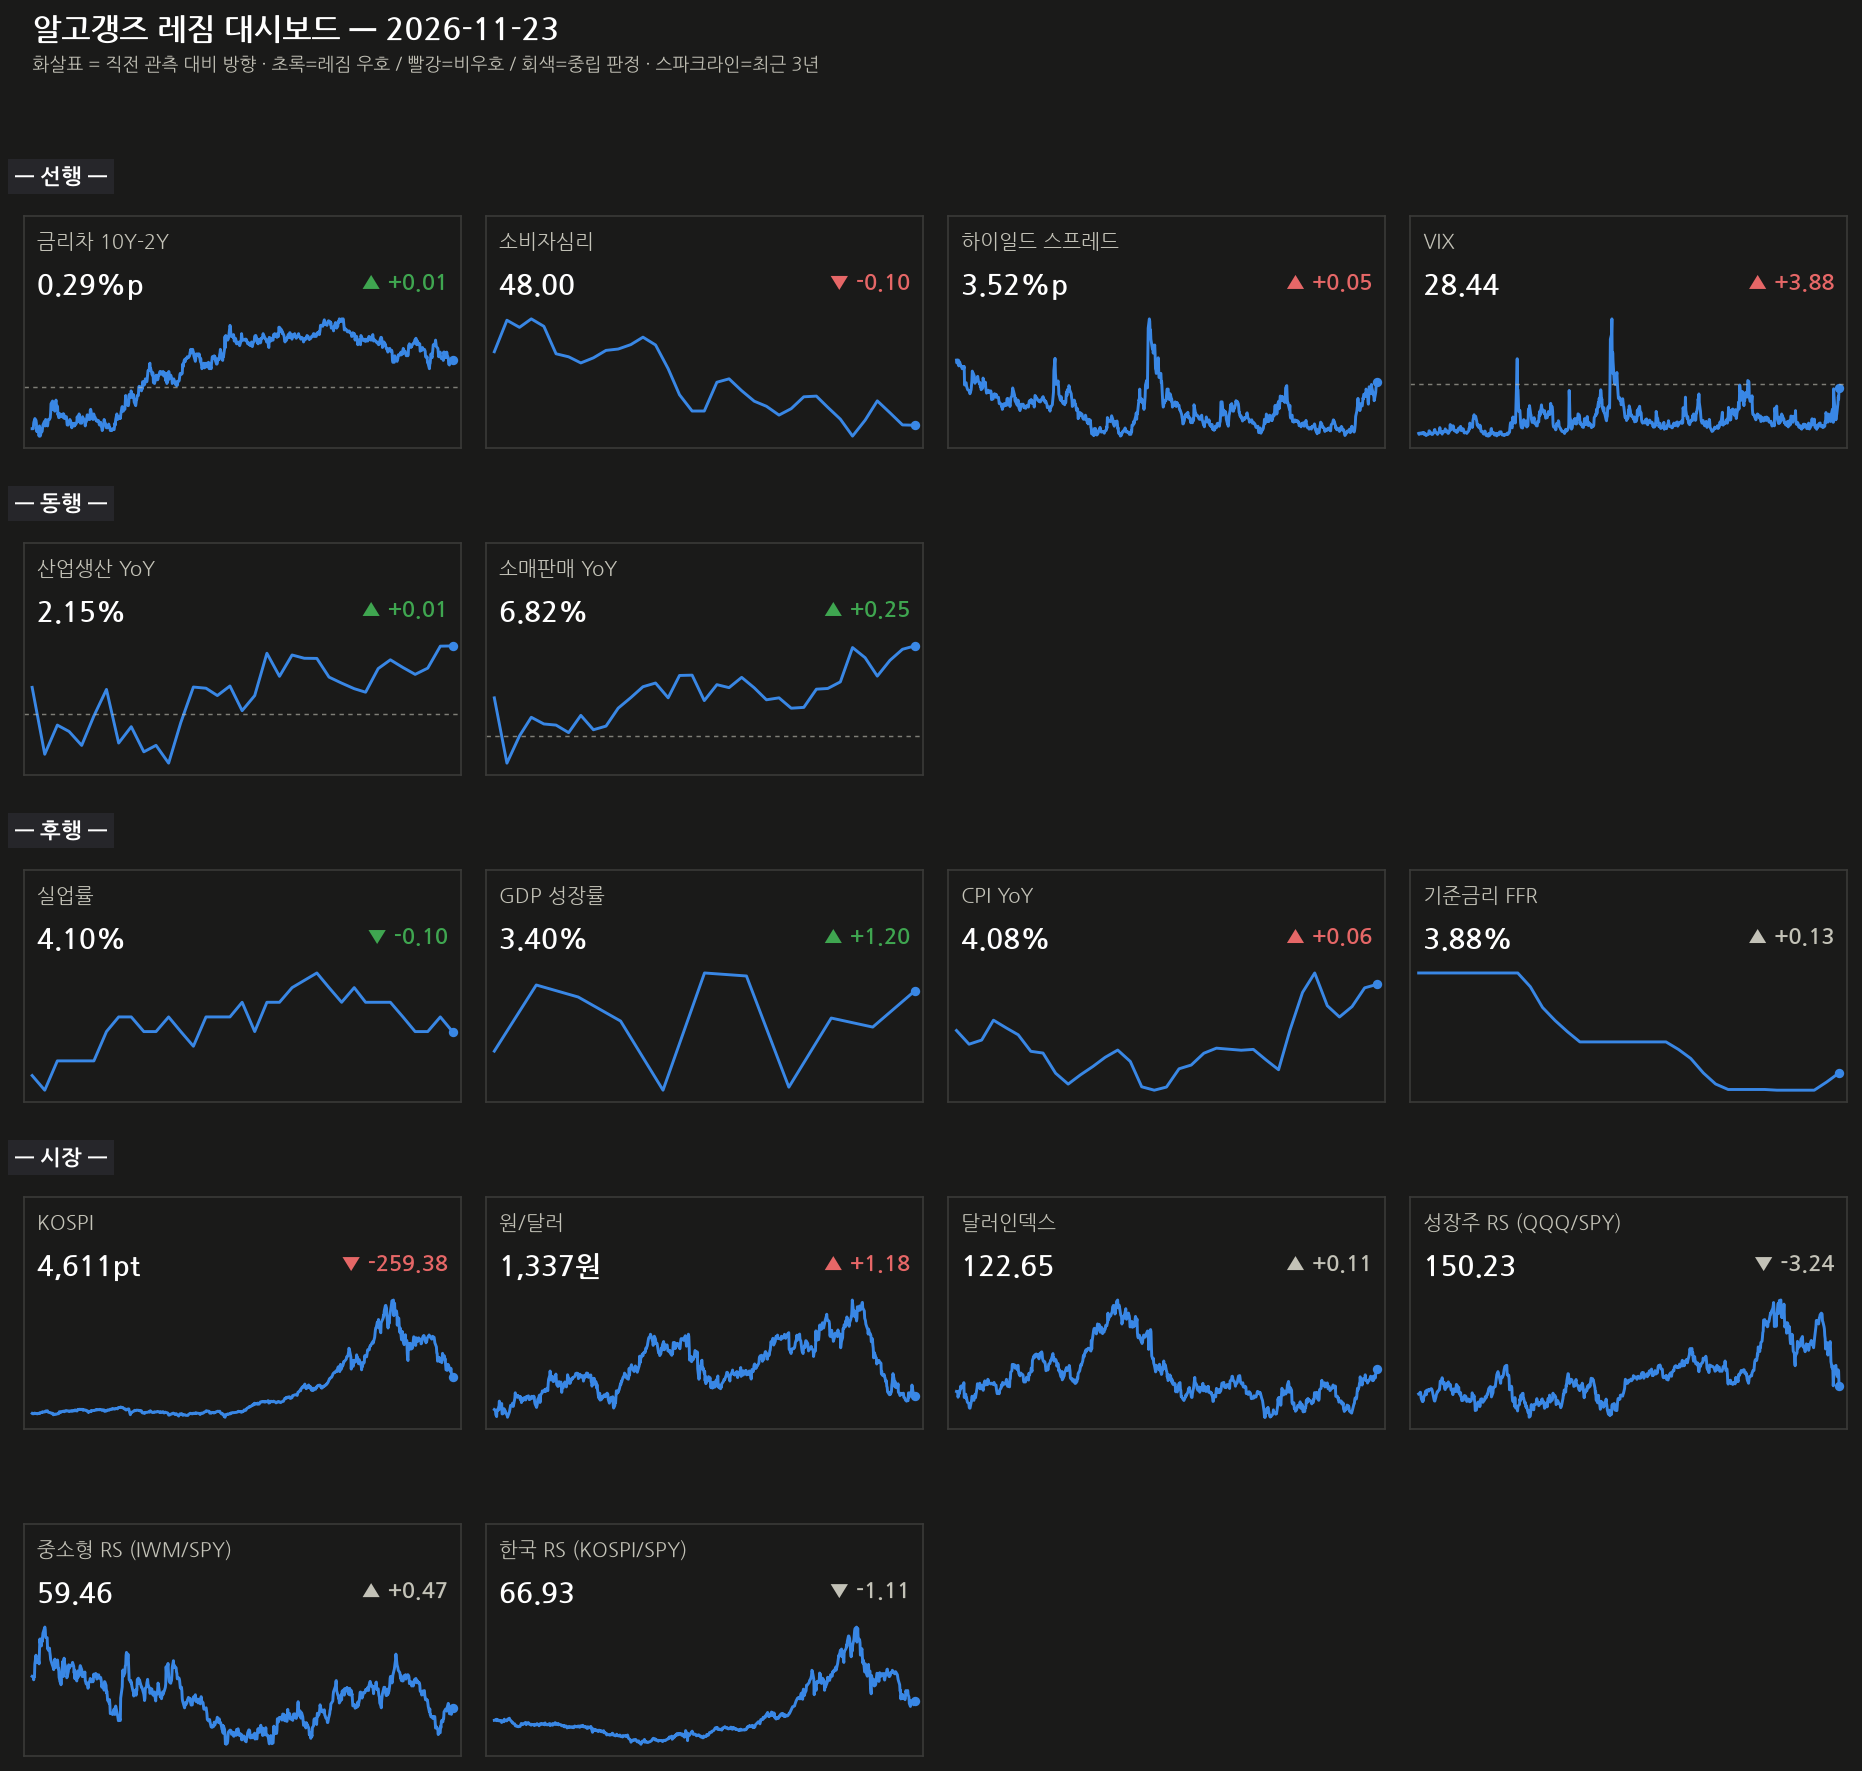 알고갱즈 레짐 대시보드 — 2026-11-23
화살표 = 직전 관측 대비 방향 · 초록=레짐 우호 / 빨강=비우호 / 회색=중립 판정 · 스파크라인=최근 3년
— 선행 —
금리차 10Y-2Y
0.29%p ▲ +0.01
소비자심리
48.00 ▼ -0.10
하이일드 스프레드
3.52%p ▲ +0.05
VIX
28.44 ▲ +3.88
— 동행 —
산업생산 YoY
2.15% ▲ +0.01
소매판매 YoY
6.82% ▲ +0.25
— 후행 —
실업률
4.10% ▼ -0.10
GDP 성장률
3.40% ▲ +1.20
CPI YoY
4.08% ▲ +0.06
기준금리 FFR
3.88% ▲ +0.13
— 시장 —
KOSPI
4,611pt ▼ -259.38
원/달러
1,337원 ▲ +1.18
달러인덱스
122.65 ▲ +0.11
성장주 RS (QQQ/SPY)
150.23 ▼ -3.24
중소형 RS (IWM/SPY)
59.46 ▲ +0.47
한국 RS (KOSPI/SPY)
66.93 ▼ -1.11